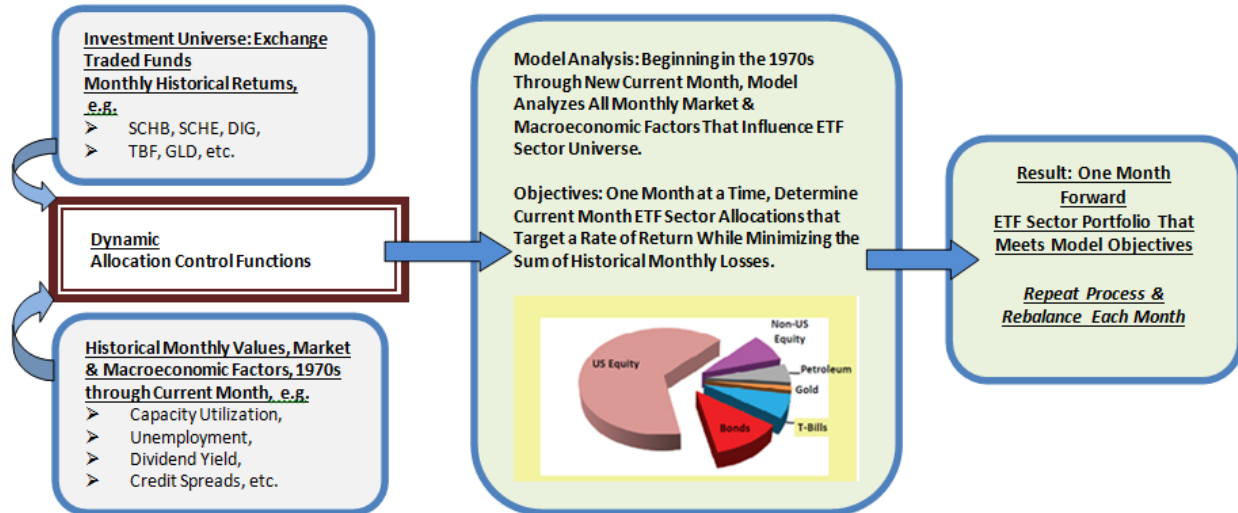 Investment Universe: Exchange
Traded Funds
Monthly Historical Returns,
e.g.
➢ SCHB, SCHE, DIG,
➢ TBF, GLD, etc.
Dynamic
Allocation Control Functions
Historical Monthly Values, Market
& Macroeconomic Factors, 1970s
through Current Month, e.g.
➢ Capacity Utilization,
➢ Unemployment,
➢ Dividend Yield,
➢ Credit Spreads, etc.
Model Analysis: Beginning in the 1970s
Through New Current Month, Model
Analyzes All Monthly Market &
Macroeconomic Factors That Influence ETF
Sector Universe.
Objectives: One Month at a Time, Determine
Current Month ETF Sector Allocations that
Target a Rate of Return While Minimizing the
Sum of Historical Monthly Losses.
US Equity
Non-US
Equity
Petroleum
Gold
T-Bills
Bonds
Result: One Month
Forward
ETF Sector Portfolio That
Meets Model Objectives
Repeat Process &
Rebalance Each Month